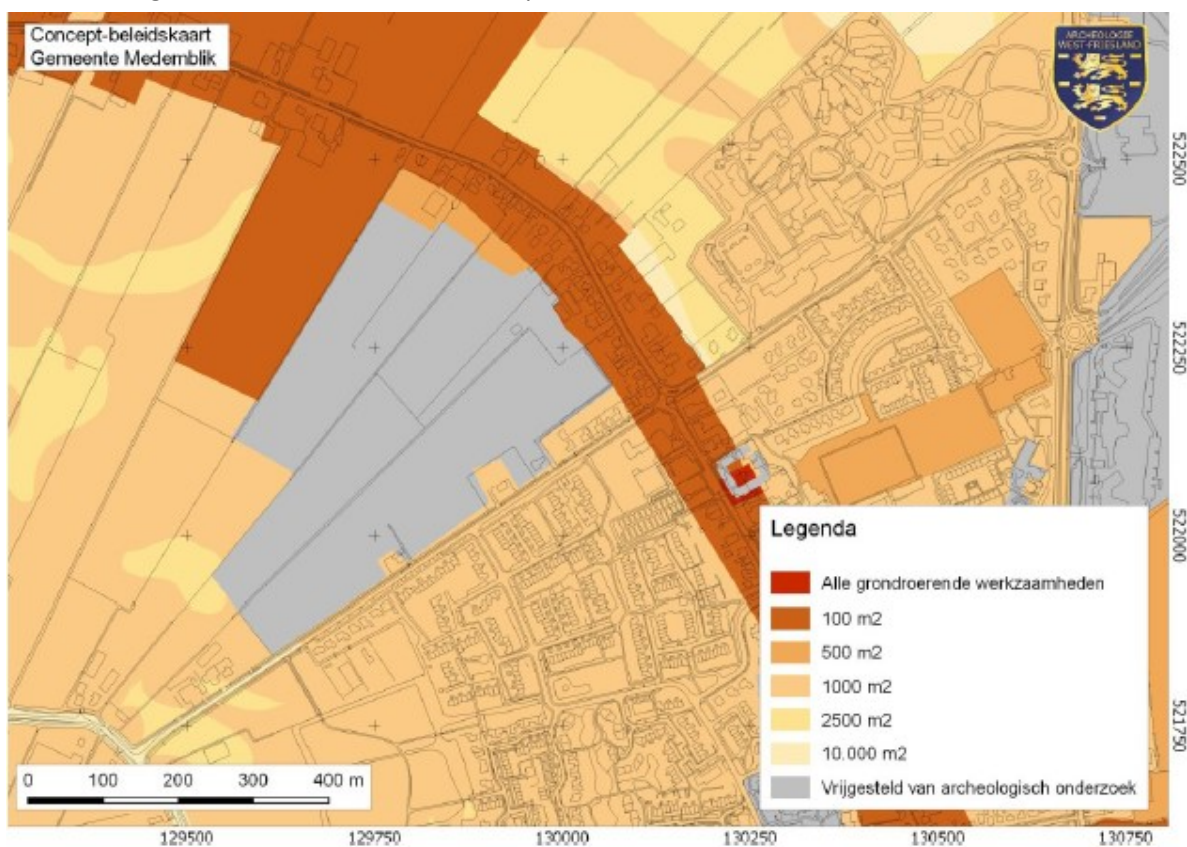 Concept-beleidskaart
Gemeente Medemblik
ARCHEOLOGIE
WEST-FRIESLAND
522500
522250
522000
521750
Legenda
Alle grondroerende werkzaamheden
100 m2
500 m2
1000 m2
2500 m2
10.000 m2
Vrijgesteld van archeologisch onderzoek
0 100 200 300 400 m
129500 129750 130000 130250 130500 130750